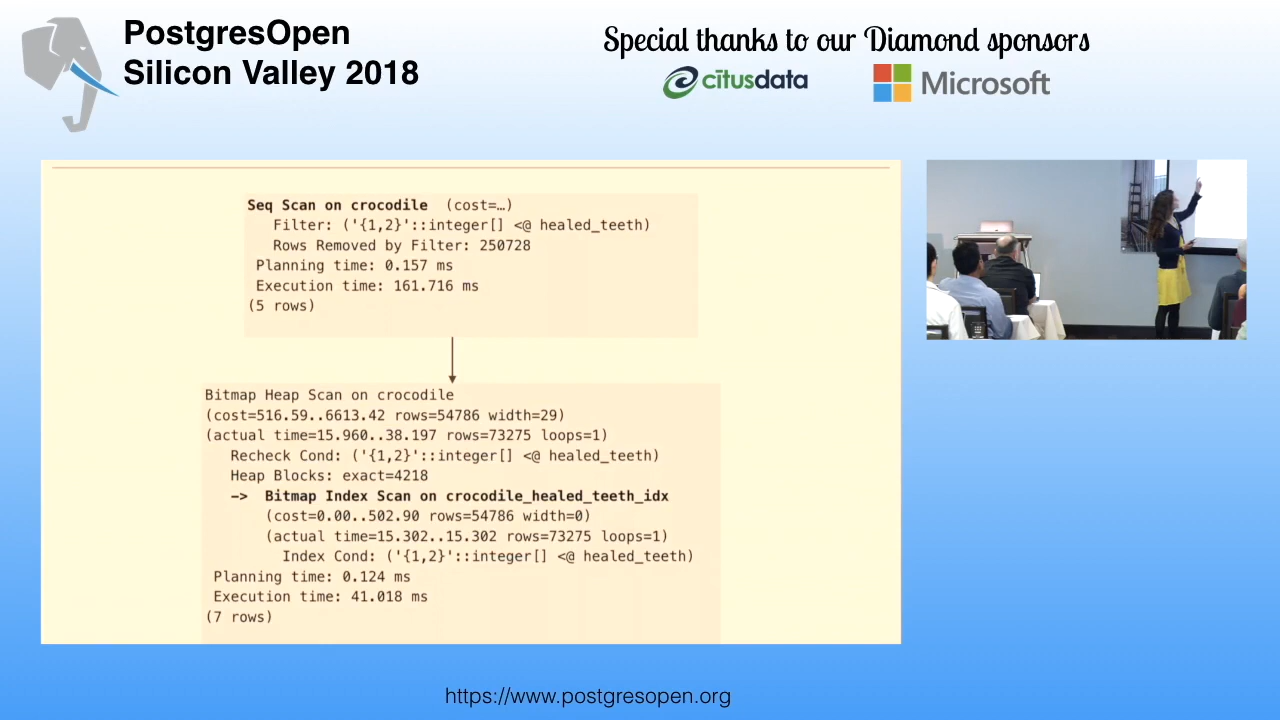 PostgresOpen
Silicon Valley 2018
Special thanks to our Diamond sponsors
citusdata
Microsoft
Seq Scan on crocodile (cost=…)
Filter: ('{1,2}'::integer[] <@ healed_teeth)
Rows Removed by Filter: 250728
Planning time: 0.157 ms
Execution time: 161.716 ms
(5 rows)
Bitmap Heap Scan on crocodile
(cost=516.59..6613.42 rows=54786 width=29)
(actual time=15.960..38.197 rows=73275 loops=1)
Recheck Cond: ('{1,2}'::integer[] <@ healed_teeth)
Heap Blocks: exact=4218
–> Bitmap Index Scan on crocodile_healed_teeth_idx
(cost=0.00..502.90 rows=54786 width=0)
(actual time=15.302..15.302 rows=73275 loops=1)
Index Cond: ('{1,2}'::integer[] <@ healed_teeth)
Planning time: 0.124 ms
Execution time: 41.018 ms
(7 rows)
https://www.postgresopen.org